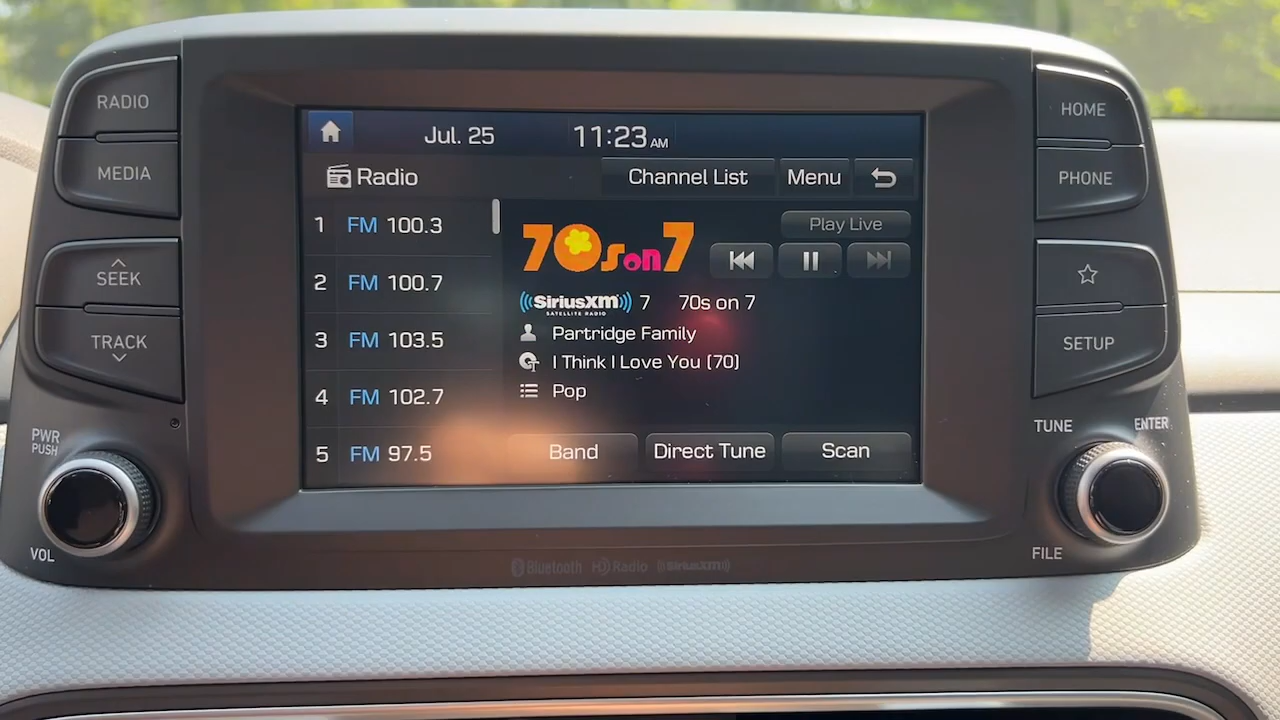 RADIO
MEDIA
SEEK
TRACK
PWR
PUSH
VOL
Jul. 25 11:23 AM
Radio Channel List Menu
1 FM 100.3
2 FM 100.7
3 FM 103.5
4 FM 102.7
5 FM 97.5
70s on 7
Play Live
((SiriusXM)) 7 70s on 7
SATELLITE RADIO
Partridge Family
I Think I Love You (70)
Pop
Band Direct Tune Scan
Bluetooth HD Radio ((SiriusXM))
HOME
PHONE
SETUP
TUNE ENTER
FILE